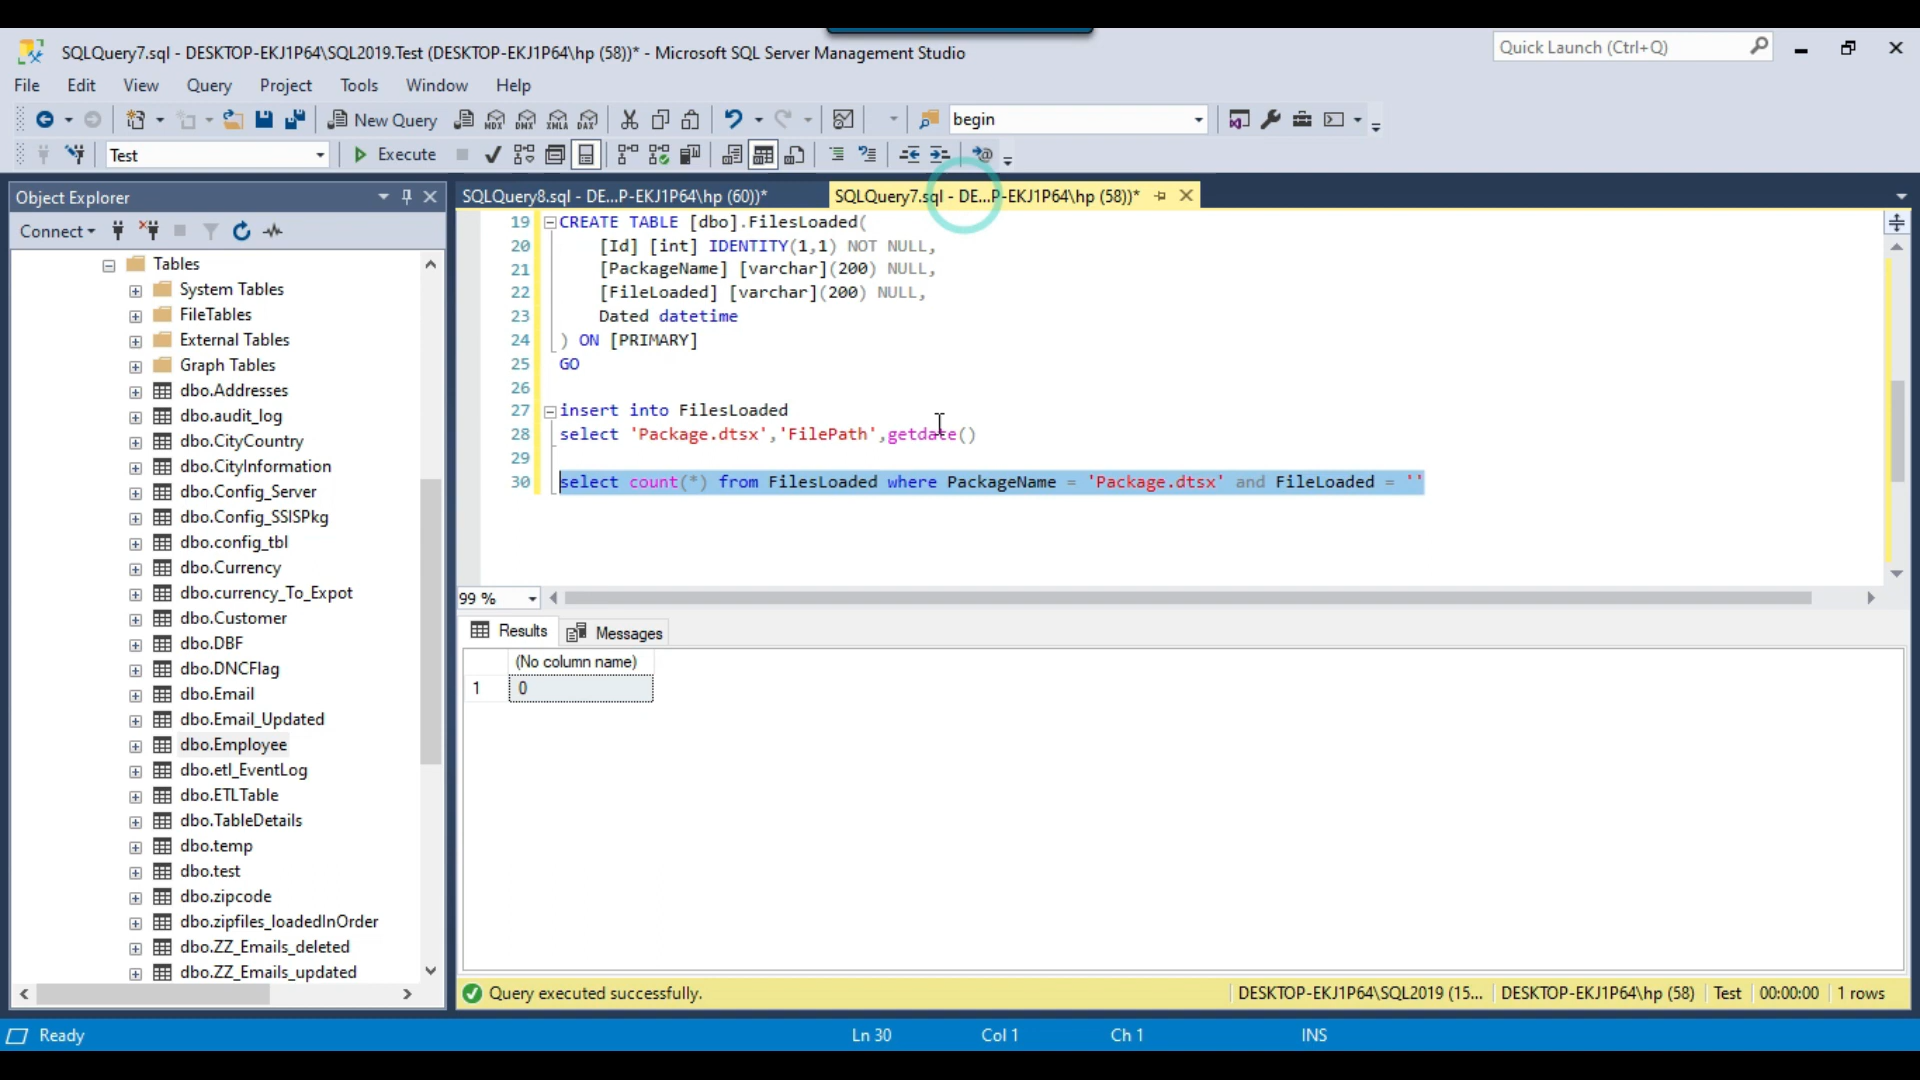 SQLQuery7.sql - DESKTOP-EKJ1P64\SQL2019.Test (DESKTOP-EKJ1P64\hp (58))* - Microsoft SQL Server Management Studio
Quick Launch (Ctrl+Q)
File Edit View Query Project Tools Window Help
New Query MDX DMX XMLA DAX begin
Test Execute
Object Explorer
SQLQuery8.sql - DE...P-EKJ1P64\hp (60))*
SQLQuery7.sql - DE...P-EKJ1P64\hp (58))*
Connect
Tables
System Tables
FileTables
External Tables
Graph Tables
dbo.Addresses
dbo.audit_log
dbo.CityCountry
dbo.CityInformation
dbo.Config_Server
dbo.Config_SSISPkg
dbo.config_tbl
dbo.Currency
dbo.currency_To_Expot
dbo.Customer
dbo.DBF
dbo.DNCFlag
dbo.Email
dbo.Email_Updated
dbo.Employee
dbo.etl_EventLog
dbo.ETLTable
dbo.TableDetails
dbo.temp
dbo.test
dbo.zipcode
dbo.zipfiles_loadedInOrder
dbo.ZZ_Emails_deleted
dbo.ZZ_Emails_updated
19 CREATE TABLE [dbo].FilesLoaded(
20 [Id] [int] IDENTITY(1,1) NOT NULL,
21 [PackageName] [varchar](200) NULL,
22 [FileLoaded] [varchar](200) NULL,
23 Dated datetime
24 ) ON [PRIMARY]
25 GO
26
27 insert into FilesLoaded
28 select 'Package.dtsx','FilePath',getdate()
29
30 select count(*) from FilesLoaded where PackageName = 'Package.dtsx' and FileLoaded = ''
99 %
Results Messages
(No column name)
1 0
Query executed successfully. DESKTOP-EKJ1P64\SQL2019 (15... DESKTOP-EKJ1P64\hp (58) Test 00:00:00 1 rows
Ready Ln 30 Col 1 Ch 1 INS